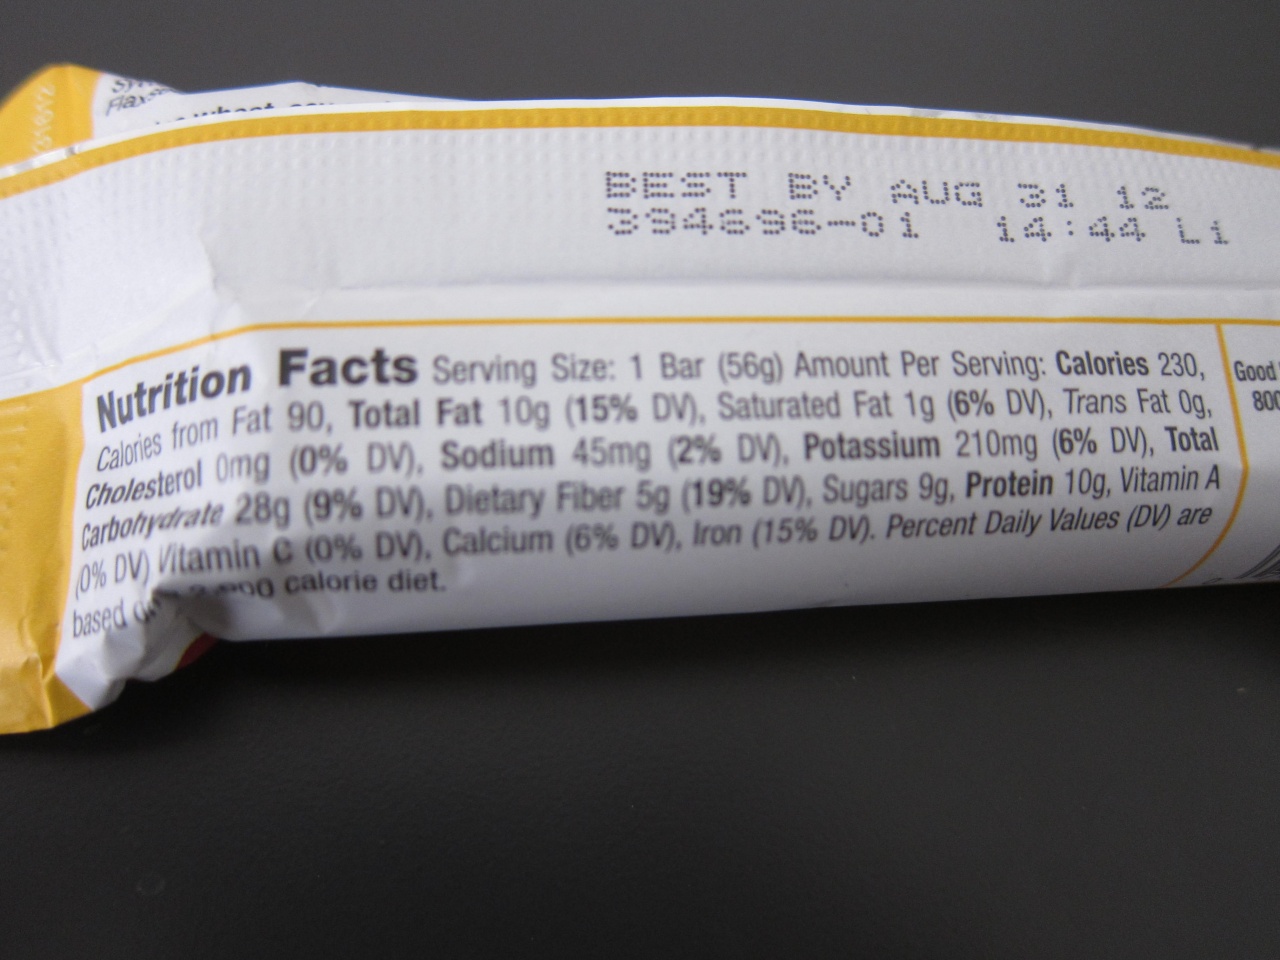 wheat, soy
BEST BY AUG 31 12
394696-01 14:44 L1
Nutrition Facts Serving Size: 1 Bar (56g) Amount Per Serving: Calories 230,
Calories from Fat 90, Total Fat 10g (15% DV), Saturated Fat 1g (6% DV), Trans Fat 0g,
Cholesterol 0mg (0% DV), Sodium 45mg (2% DV), Potassium 210mg (6% DV), Total
Carbohydrate 28g (9% DV), Dietary Fiber 5g (19% DV), Sugars 9g, Protein 10g, Vitamin A
(0% DV) Vitamin C (0% DV), Calcium (6% DV), Iron (15% DV). Percent Daily Values (DV) are
based calorie diet.
Good
800